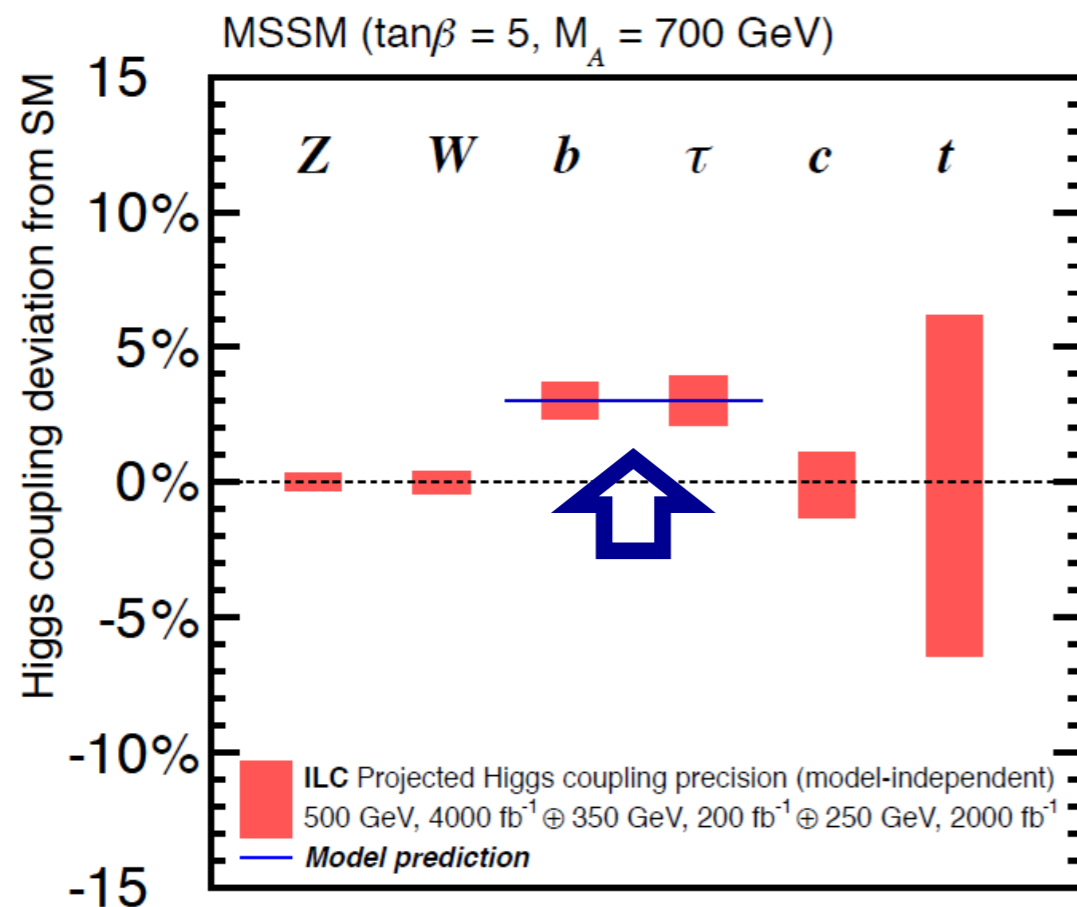 MSSM (tanβ = 5, M_A = 700 GeV)
Higgs coupling deviation from SM
15
10%
5%
0%
-5%
-10%
-15
Z W b τ c t
ILC Projected Higgs coupling precision (model-independent)
500 GeV, 4000 fb⁻¹ ⊕ 350 GeV, 200 fb⁻¹ ⊕ 250 GeV, 2000 fb⁻¹
Model prediction